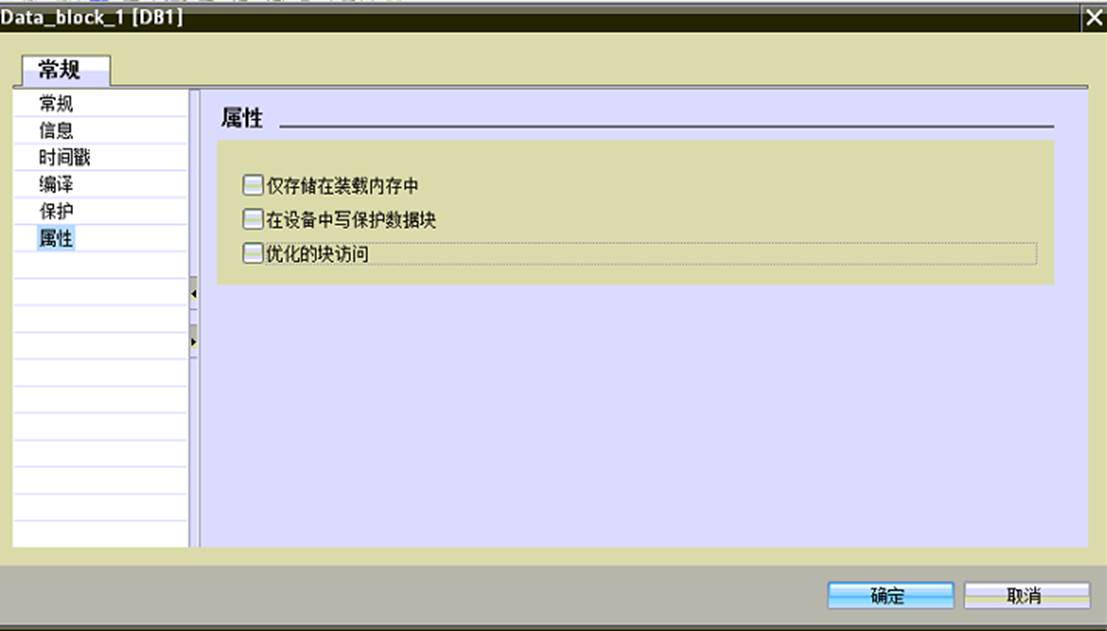 Data_block_1 [DB1]
常规
常规
信息
时间戳
编译
保护
属性
属性
仅存储在装载内存中
在设备中写保护数据块
优化的块访问
确定
取消